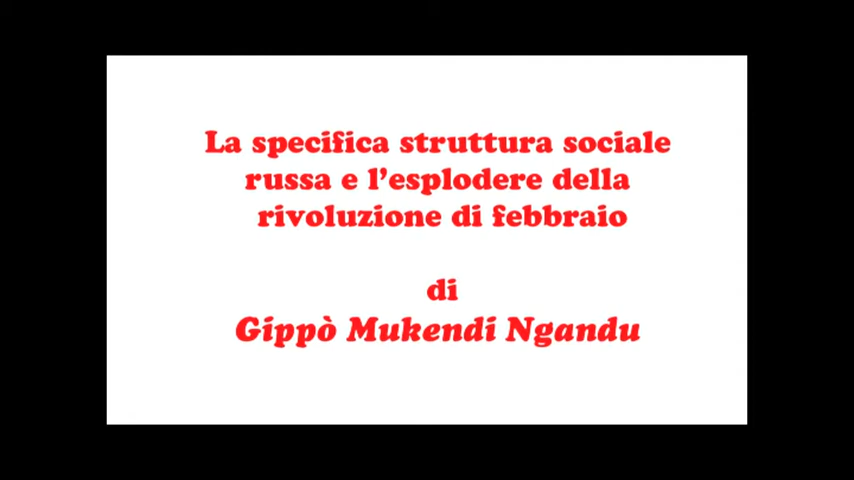 La specifica struttura sociale
russa e l’esplodere della
rivoluzione di febbraio
di
Gippò Mukendi Ngandu